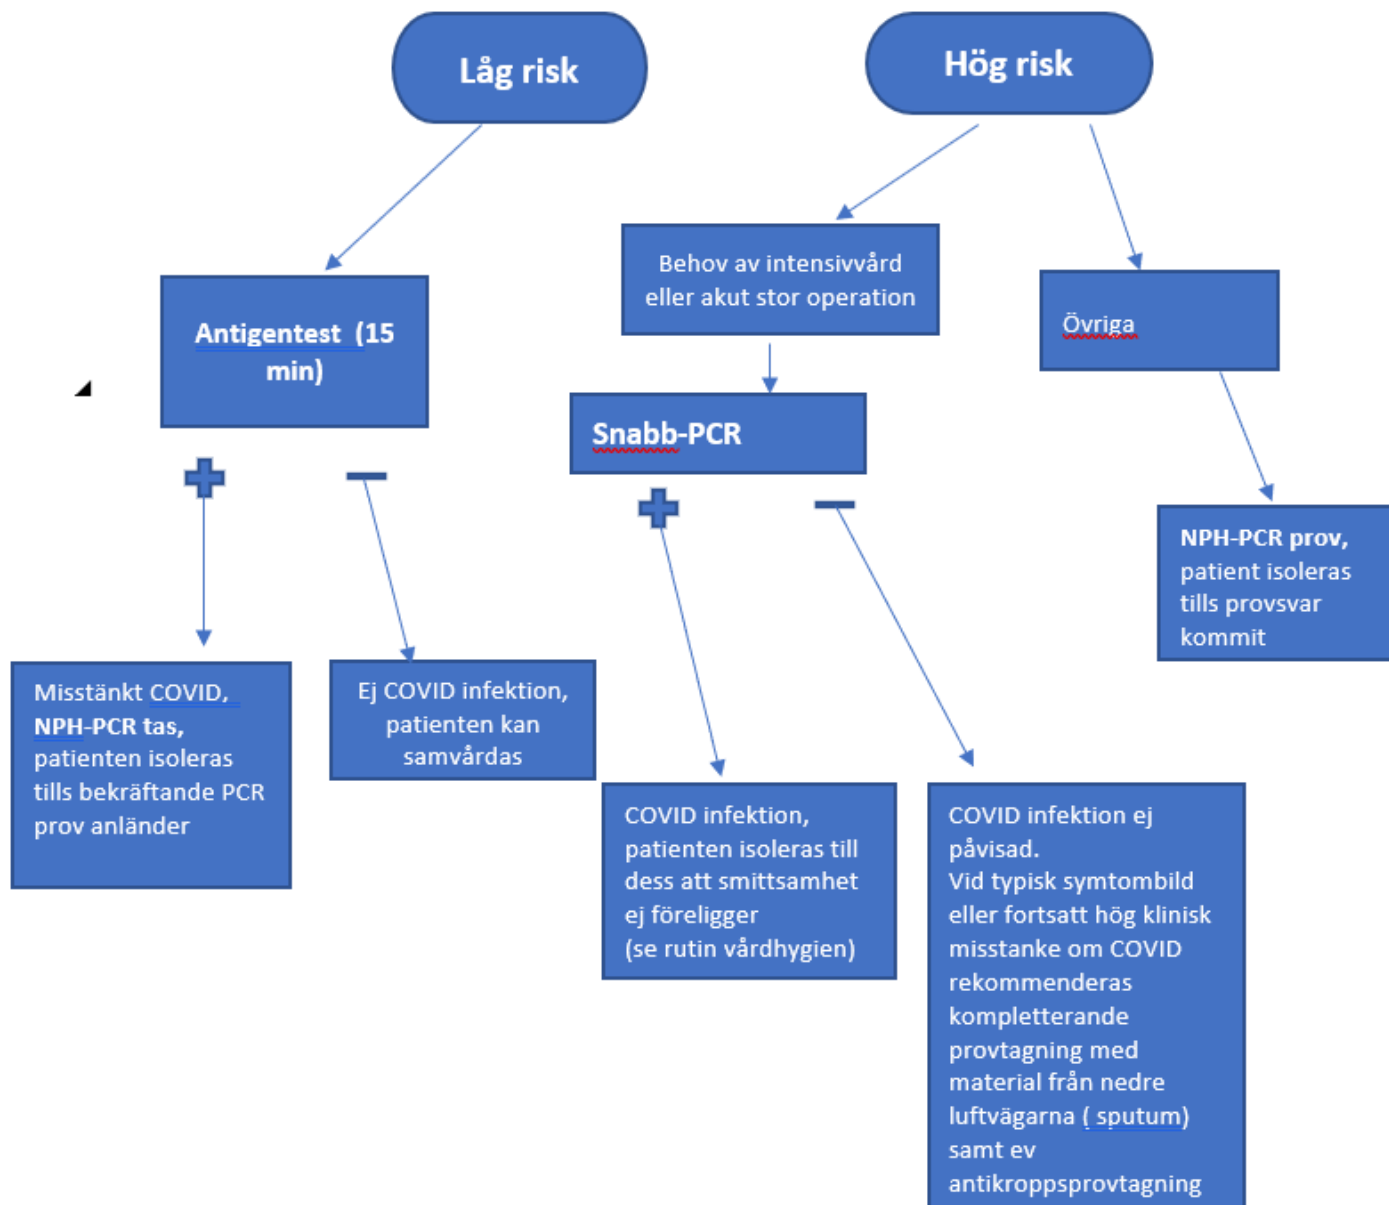 Låg risk
Hög risk
Behov av intensivvård
eller akut stor operation
Antigentest  (15
min)
Övriga
Snabb-PCR
NPH-PCR prov,
patient isoleras
tills provsvar
kommit
Misstänkt COVID,
NPH-PCR tas,
patienten isoleras
tills bekräftande PCR
prov anländer
Ej COVID infektion,
patienten kan
samvårdas
COVID infektion,
patienten isoleras till
dess att smittsamhet
ej föreligger
(se rutin vårdhygien)
COVID infektion ej
påvisad.
Vid typisk symtombild
eller fortsatt hög klinisk
misstanke om COVID
rekommenderas
kompletterande
provtagning med
material från nedre
luftvägarna ( sputum)
samt ev
antikroppsprovtagning